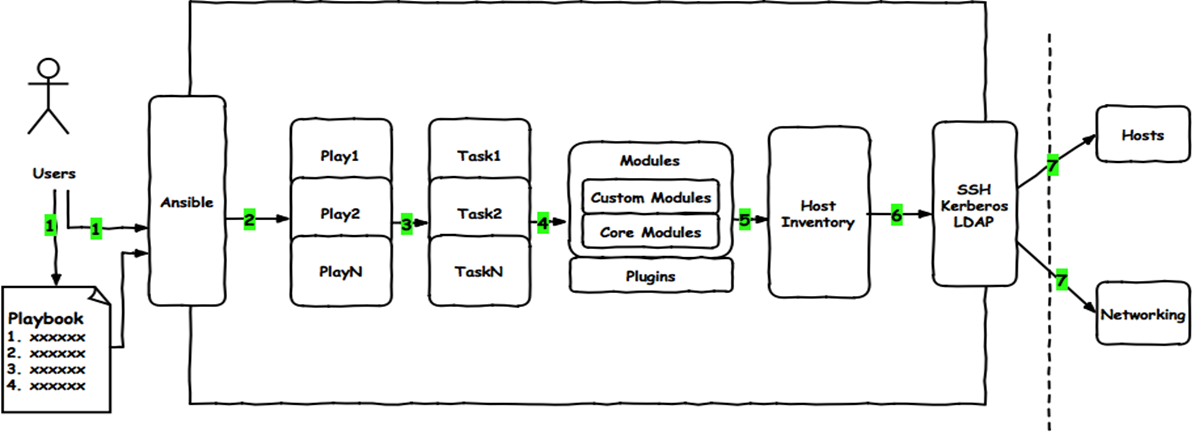 Users
1
1
Playbook
1. xxxxxx
2. xxxxxx
3. xxxxxx
4. xxxxxx
Ansible
2
Play1
Play2
PlayN
3
Task1
Task2
TaskN
4
Modules
Custom Modules
Core Modules
Plugins
5
Host
Inventory
6
SSH
Kerberos
LDAP
7
7
Hosts
Networking